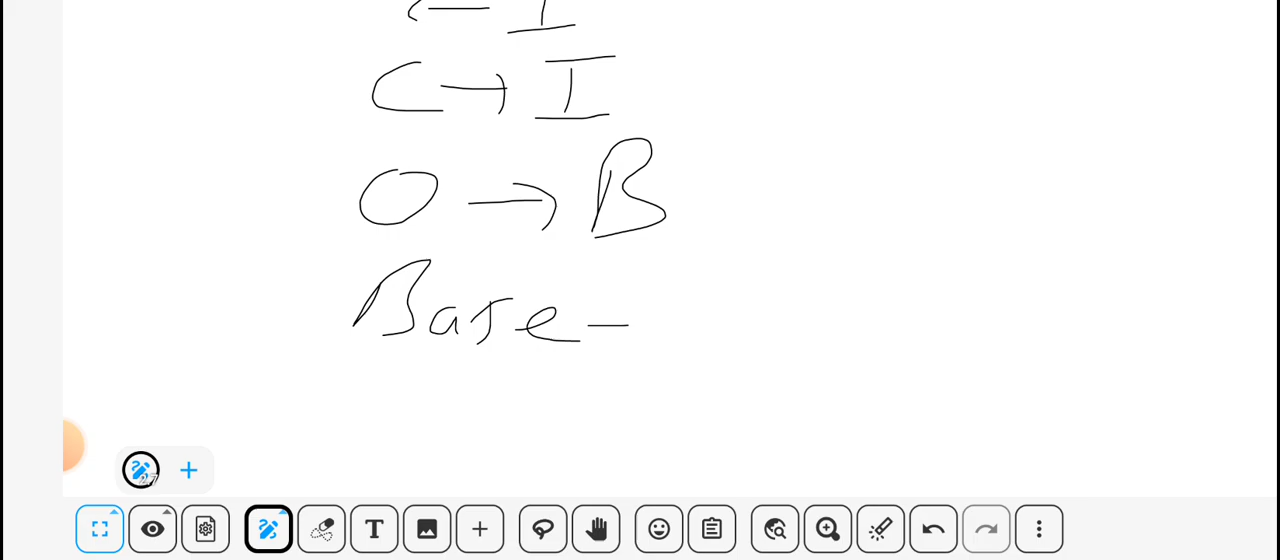 C → I
O → B
Base -
T